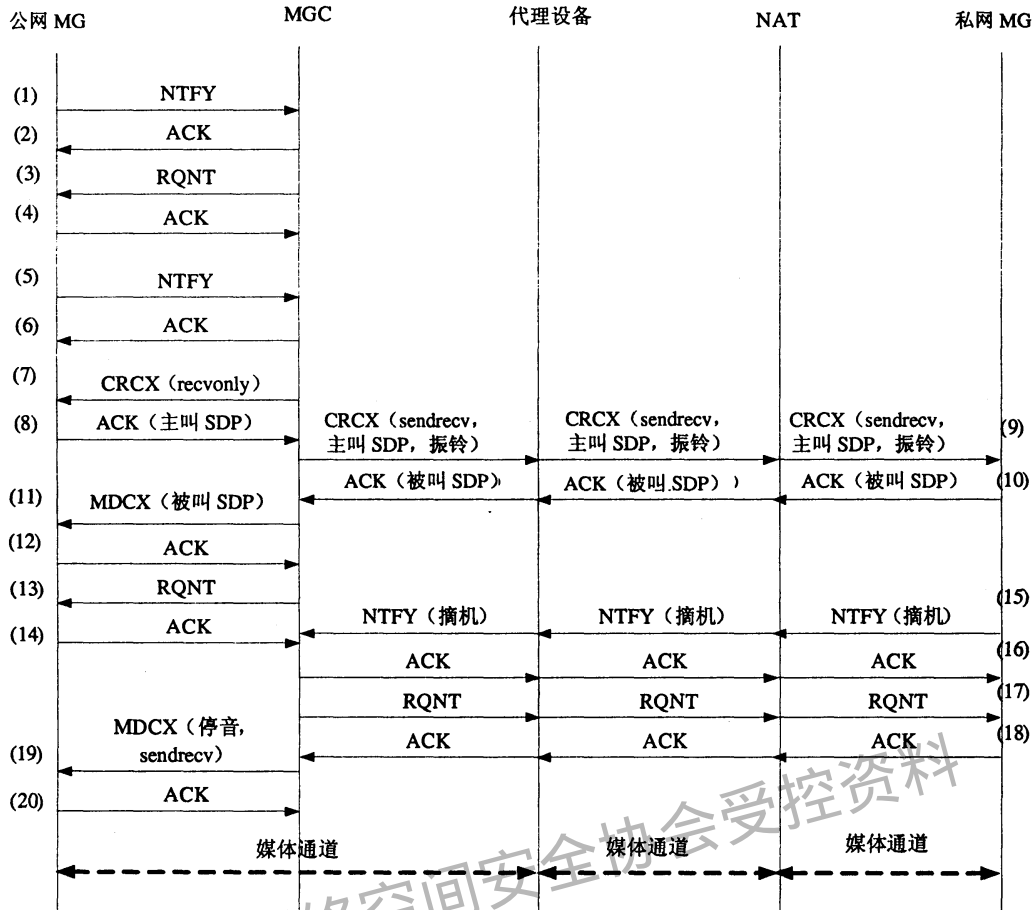 公网 MG MGC 代理设备 NAT 私网 MG
(1) NTFY
(2) ACK
(3) RQNT
(4) ACK
(5) NTFY
(6) ACK
(7) CRCX（recvonly）
(8) ACK（主叫 SDP）
CRCX（sendrecv，
主叫 SDP，振铃）
CRCX（sendrecv，
主叫 SDP，振铃）
CRCX（sendrecv，
主叫 SDP，振铃）
(9)
ACK（被叫 SDP） ACK（被叫 SDP） ACK（被叫 SDP） (10)
(11) MDCX（被叫 SDP）
(12) ACK
(13) RQNT
(14) ACK
NTFY（摘机） NTFY（摘机） NTFY（摘机） (15)
ACK ACK ACK (16)
RQNT RQNT RQNT (17)
ACK ACK ACK (18)
(19) MDCX（停音，
sendrecv）
(20) ACK
媒体通道 媒体通道 媒体通道
空间安全协会受控资料